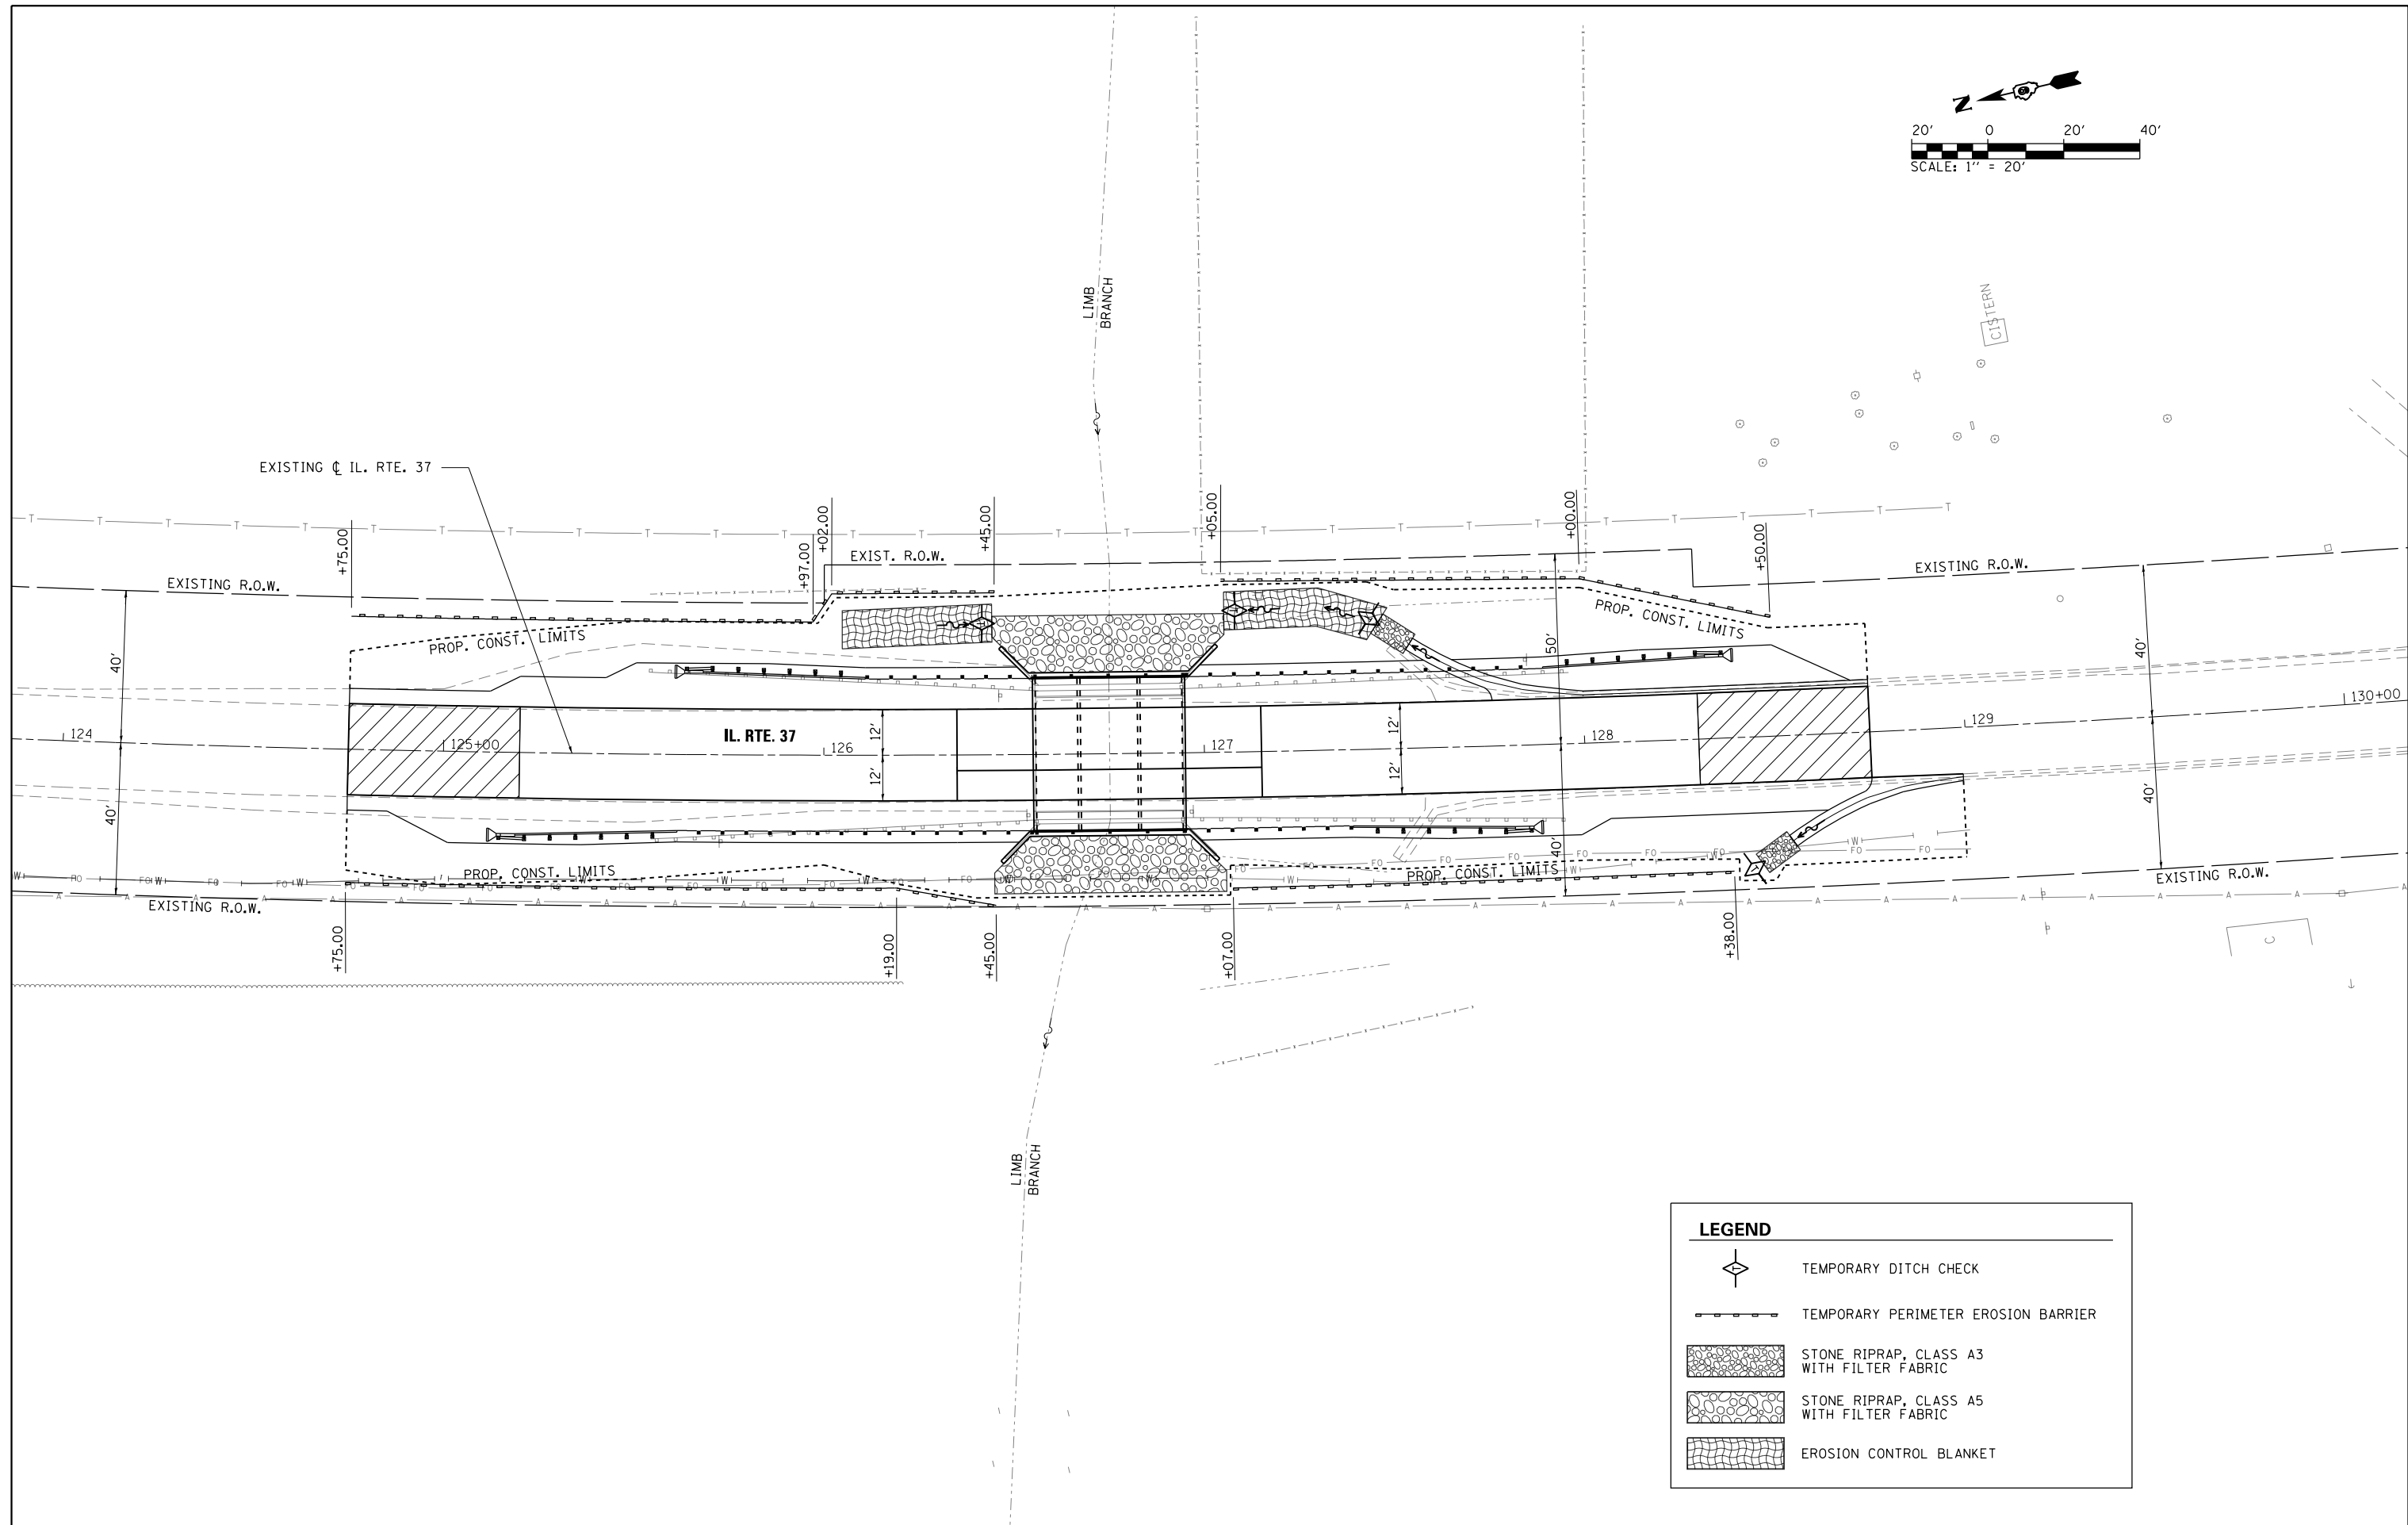 N
20' 0 20' 40'
SCALE: 1'' = 20'
CISTERN
LIMB
BRANCH
EXISTING ℄ IL. RTE. 37
T T T T T T T T T T T T T T T T T T T T T T T T T T T T T
+75.00
+97.00
+02.00
+45.00
+05.00
+00.00
+50.00
EXISTING R.O.W.
EXIST. R.O.W.
EXISTING R.O.W.
PROP. CONST. LIMITS
PROP. CONST. LIMITS
40'
50'
40'
124
125+00
IL. RTE. 37
126
12'
127
12'
128
129
130+00
12'
12'
40'
40'
40'
PROP. CONST. LIMITS
PROP. CONST. LIMITS
W FO W FO W FO W FO
EXISTING R.O.W.
EXISTING R.O.W.
A A A A A A
C
+75.00
+19.00
+45.00
+07.00
+38.00
LIMB
BRANCH
LEGEND
T TEMPORARY DITCH CHECK
TEMPORARY PERIMETER EROSION BARRIER
STONE RIPRAP, CLASS A3
WITH FILTER FABRIC
STONE RIPRAP, CLASS A5
WITH FILTER FABRIC
EROSION CONTROL BLANKET